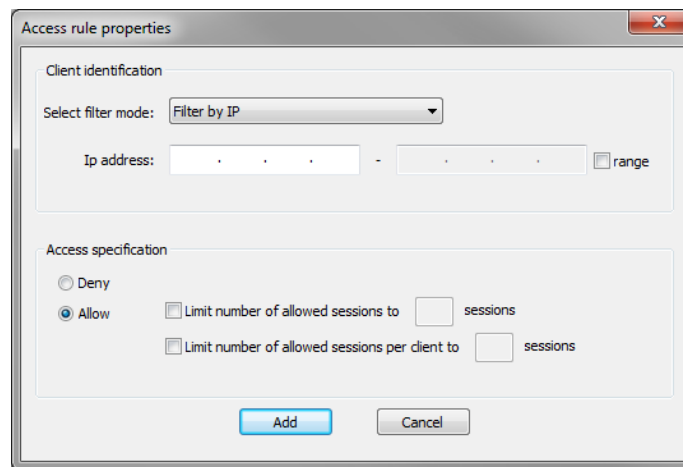 Access rule properties
Client identification
Select filter mode: Filter by IP
Ip address: . . . - . . . range
Access specification
Deny
Allow Limit number of allowed sessions to sessions
Limit number of allowed sessions per client to sessions
Add Cancel